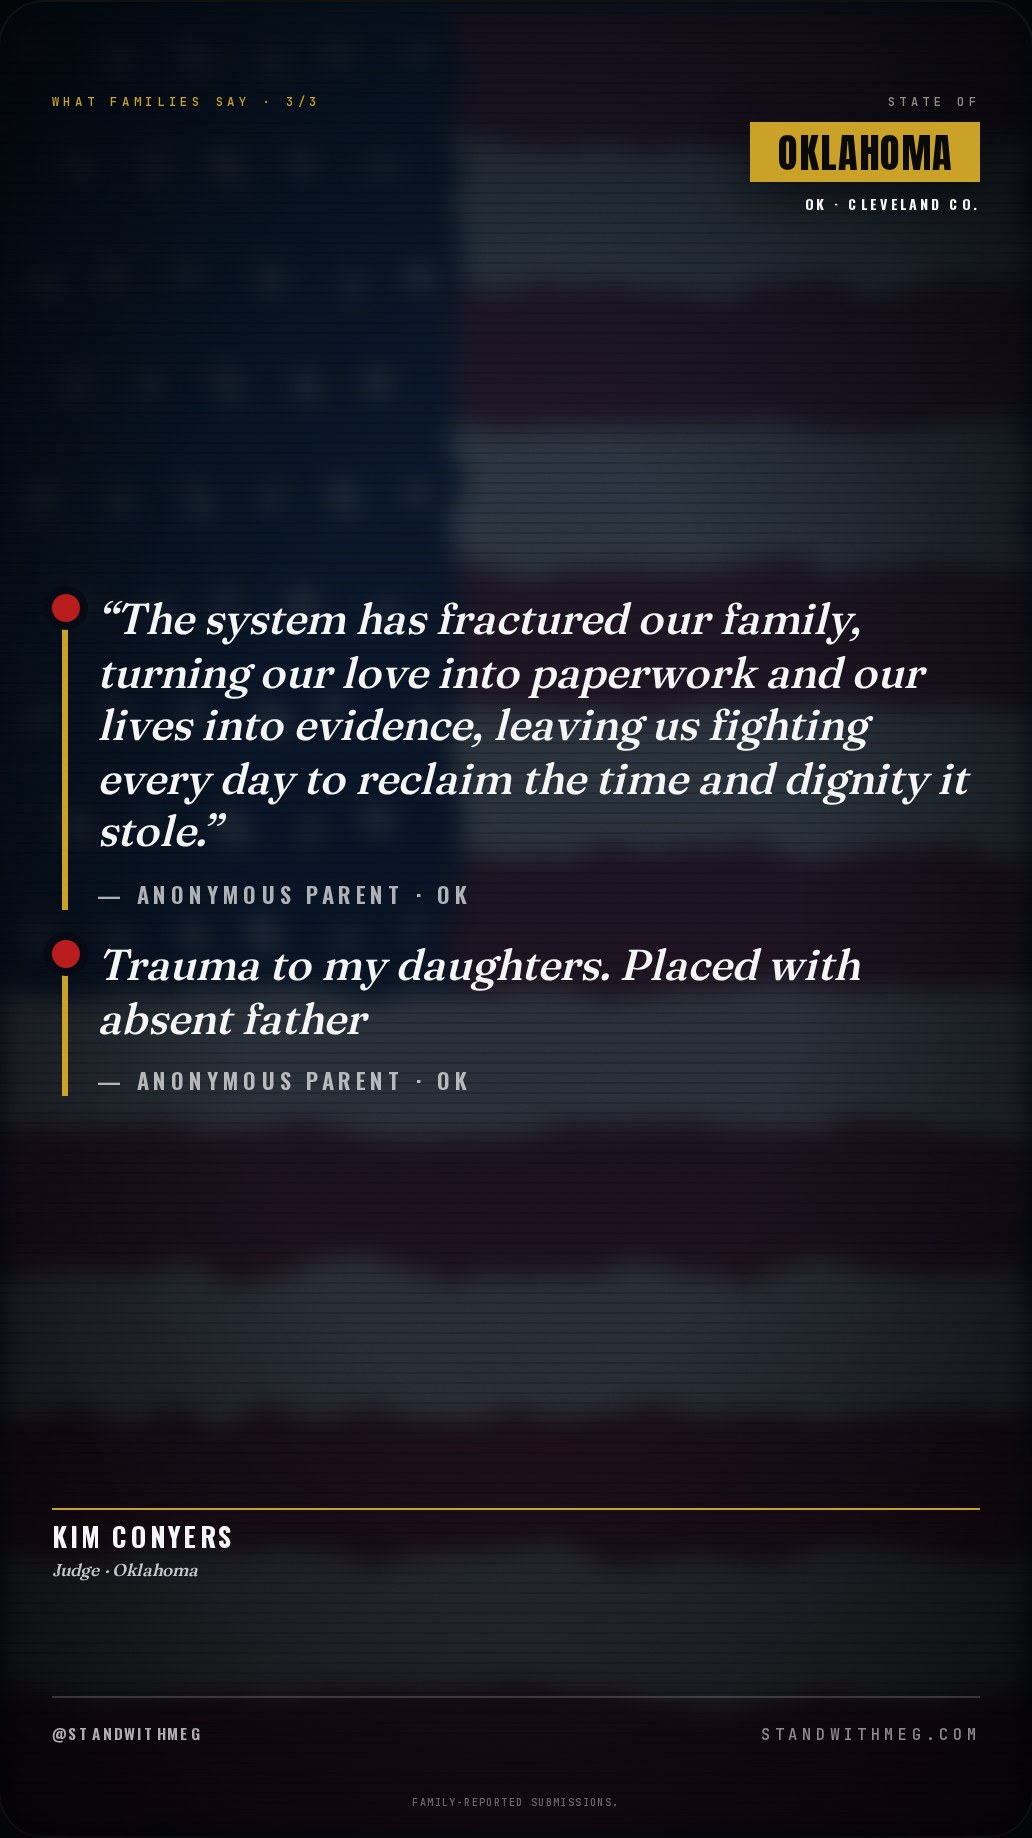 WHAT FAMILIES SAY · 3/3
STATE OF
OKLAHOMA
OK · CLEVELAND CO.
“The system has fractured our family,
turning our love into paperwork and our
lives into evidence, leaving us fighting
every day to reclaim the time and dignity it
stole.”
— ANONYMOUS PARENT · OK
Trauma to my daughters. Placed with
absent father
— ANONYMOUS PARENT · OK
KIM CONYERS
Judge · Oklahoma
@STANDWITHMEG
STANDWITHMEG.COM
FAMILY-REPORTED SUBMISSIONS.